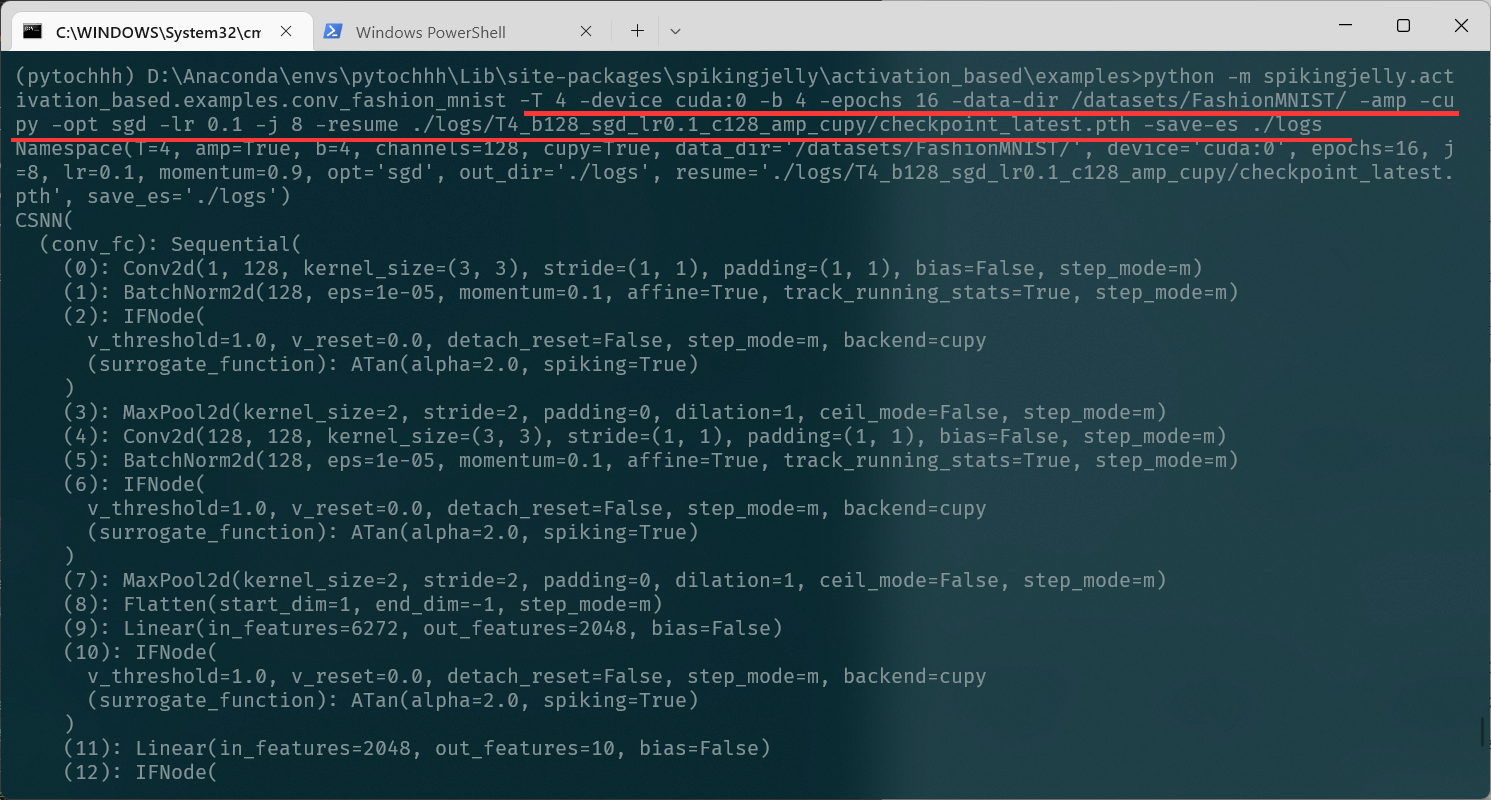 C:\WINDOWS\System32\cm
Windows PowerShell
(pytochhh) D:\Anaconda\envs\pytochhh\Lib\site-packages\spikingjelly\activation_based\examples>python -m spikingjelly.act
ivation_based.examples.conv_fashion_mnist -T 4 -device cuda:0 -b 4 -epochs 16 -data-dir /datasets/FashionMNIST/ -amp -cu
py -opt sgd -lr 0.1 -j 8 -resume ./logs/T4_b128_sgd_lr0.1_c128_amp_cupy/checkpoint_latest.pth -save-es ./logs
Namespace(T=4, amp=True, b=4, channels=128, cupy=True, data_dir='/datasets/FashionMNIST/', device='cuda:0', epochs=16, j
=8, lr=0.1, momentum=0.9, opt='sgd', out_dir='./logs', resume='./logs/T4_b128_sgd_lr0.1_c128_amp_cupy/checkpoint_latest.
pth', save_es='./logs')
CSNN(
  (conv_fc): Sequential(
    (0): Conv2d(1, 128, kernel_size=(3, 3), stride=(1, 1), padding=(1, 1), bias=False, step_mode=m)
    (1): BatchNorm2d(128, eps=1e-05, momentum=0.1, affine=True, track_running_stats=True, step_mode=m)
    (2): IFNode(
      v_threshold=1.0, v_reset=0.0, detach_reset=False, step_mode=m, backend=cupy
      (surrogate_function): ATan(alpha=2.0, spiking=True)
    )
    (3): MaxPool2d(kernel_size=2, stride=2, padding=0, dilation=1, ceil_mode=False, step_mode=m)
    (4): Conv2d(128, 128, kernel_size=(3, 3), stride=(1, 1), padding=(1, 1), bias=False, step_mode=m)
    (5): BatchNorm2d(128, eps=1e-05, momentum=0.1, affine=True, track_running_stats=True, step_mode=m)
    (6): IFNode(
      v_threshold=1.0, v_reset=0.0, detach_reset=False, step_mode=m, backend=cupy
      (surrogate_function): ATan(alpha=2.0, spiking=True)
    )
    (7): MaxPool2d(kernel_size=2, stride=2, padding=0, dilation=1, ceil_mode=False, step_mode=m)
    (8): Flatten(start_dim=1, end_dim=-1, step_mode=m)
    (9): Linear(in_features=6272, out_features=2048, bias=False)
    (10): IFNode(
      v_threshold=1.0, v_reset=0.0, detach_reset=False, step_mode=m, backend=cupy
      (surrogate_function): ATan(alpha=2.0, spiking=True)
    )
    (11): Linear(in_features=2048, out_features=10, bias=False)
    (12): IFNode(